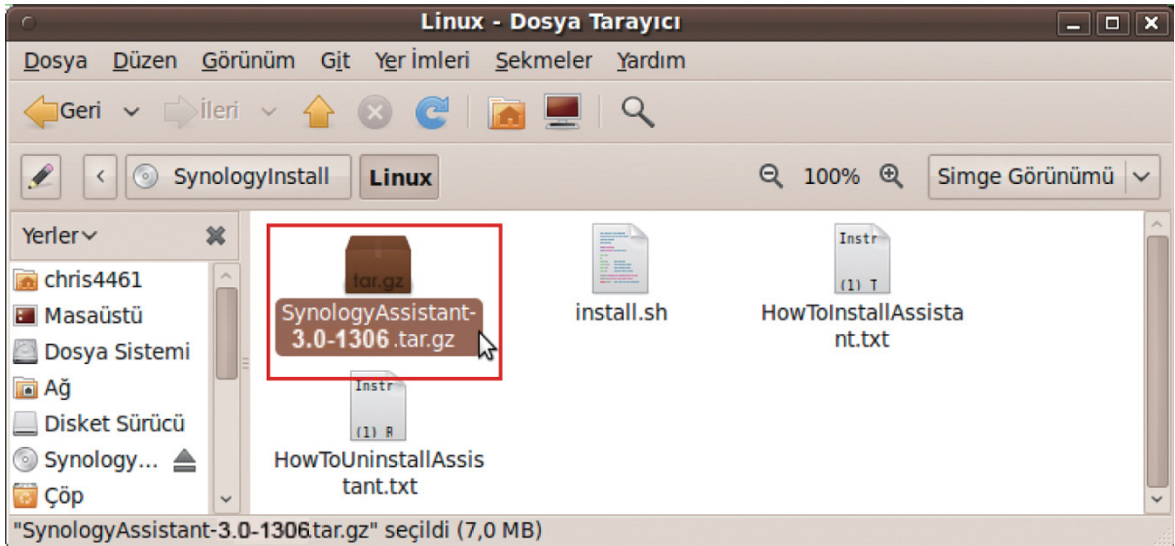 Linux - Dosya Tarayıcı
Dosya Düzen Görünüm Git Yer İmleri Sekmeler Yardım
Geri İleri
SynologyInstall Linux 100% Simge Görünümü
Yerler
chris4461
Masaüstü
Dosya Sistemi
Ağ
Disket Sürücü
Synology...
Çöp
tar.gz
SynologyAssistant-
3.0-1306.tar.gz
install.sh
Instr
(1) T
HowToInstallAssista
nt.txt
Instr
(1) R
HowToUninstallAssis
tant.txt
"SynologyAssistant-3.0-1306.tar.gz" seçildi (7,0 MB)